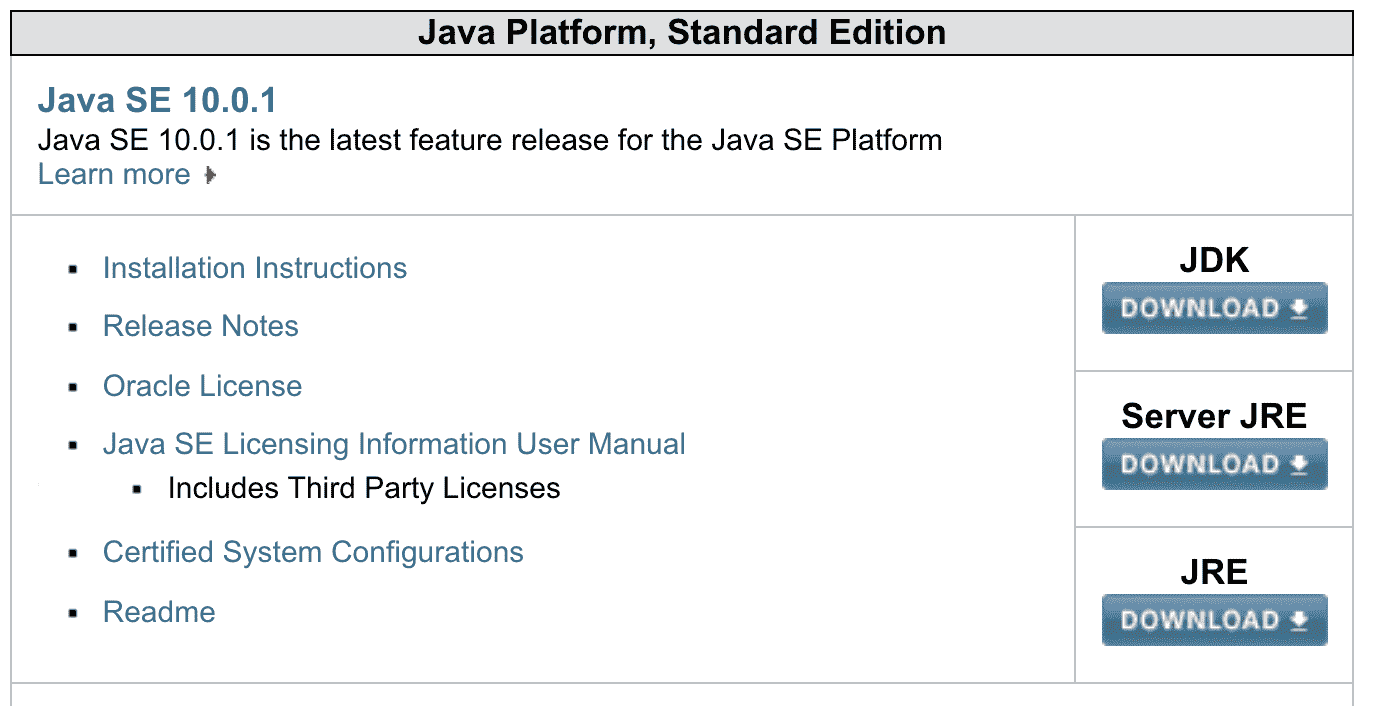 Java Platform, Standard Edition
Java SE 10.0.1
Java SE 10.0.1 is the latest feature release for the Java SE Platform
Learn more
Installation Instructions
Release Notes
Oracle License
Java SE Licensing Information User Manual
Includes Third Party Licenses
Certified System Configurations
Readme
JDK
DOWNLOAD
Server JRE
DOWNLOAD
JRE
DOWNLOAD